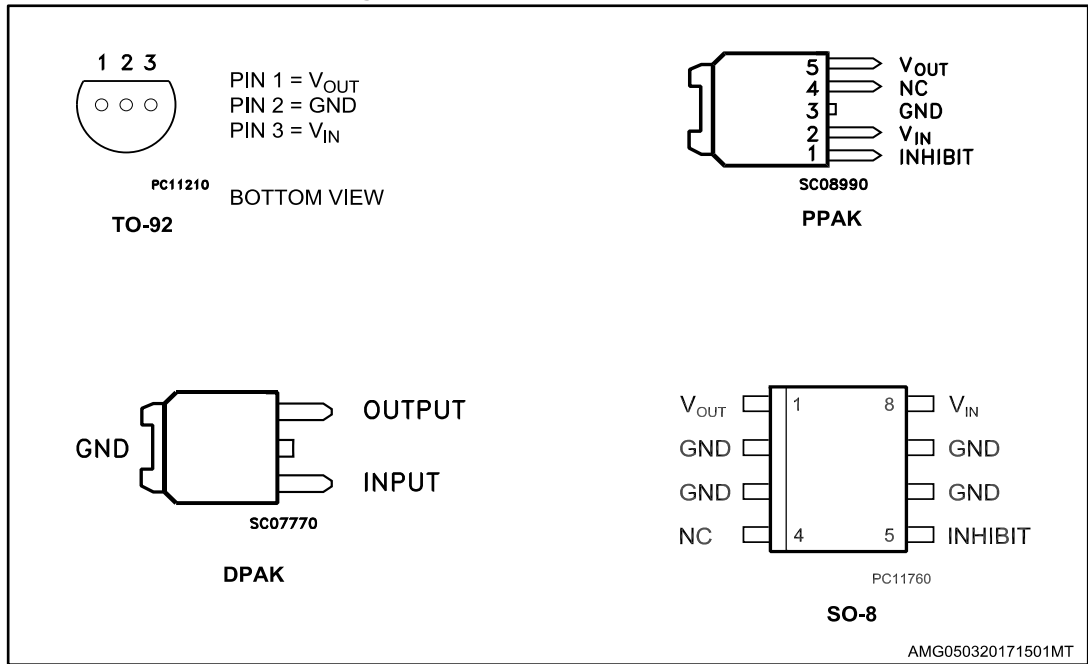 1 2 3
PIN 1 = VOUT
PIN 2 = GND
PIN 3 = VIN
PC11210
BOTTOM VIEW
TO-92
5 VOUT
4 NC
3 GND
2 VIN
1 INHIBIT
SC08990
PPAK
OUTPUT
GND
INPUT
SC07770
DPAK
VOUT 1 8 VIN
GND GND
GND GND
NC 4 5 INHIBIT
PC11760
SO-8
AMG050320171501MT